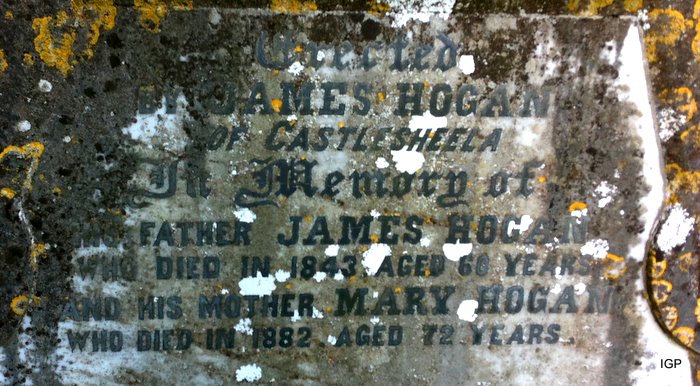 Erected
BY JAMES HOGAN
OF CASTLESHEELA
In Memory of
HIS FATHER JAMES HOGAN
WHO DIED IN 1843 AGED 60 YEARS
AND HIS MOTHER MARY HOGAN
WHO DIED IN 1882 AGED 72 YEARS
IGP